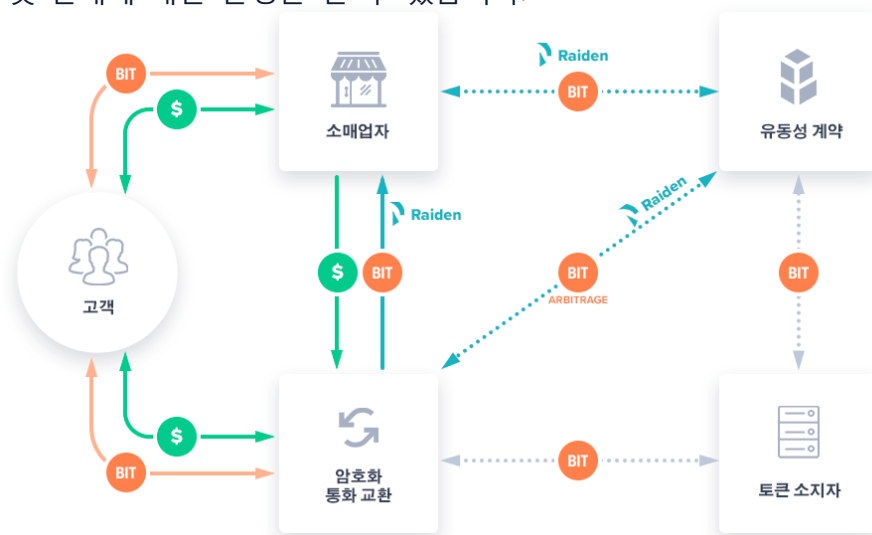 BIT
Raiden
$
BIT
소매업자
유동성 계약
Raiden
Raiden
고객
$
BIT
BIT
ARBITRAGE
BIT
$
BIT
BIT
암호화
통화 교환
토큰 소지자